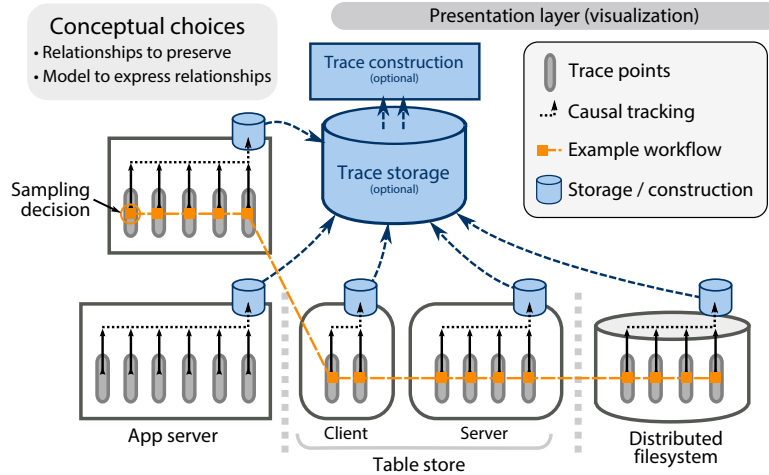 Conceptual choices
• Relationships to preserve
• Model to express relationships
Presentation layer (visualization)
Trace construction
(optional)
Trace points
Causal tracking
Example workflow
Storage / construction
Trace storage
(optional)
Sampling
decision
App server
Client
Server
Table store
Distributed
filesystem